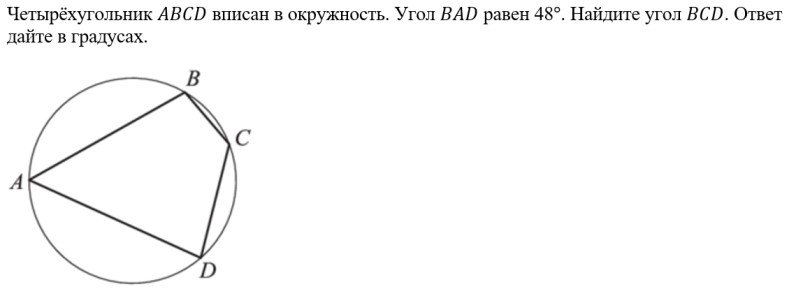 Четырёхугольник ABCD вписан в окружность. Угол BAD равен 48°. Найдите угол BCD. Ответ
дайте в градусах.
B
C
A
D